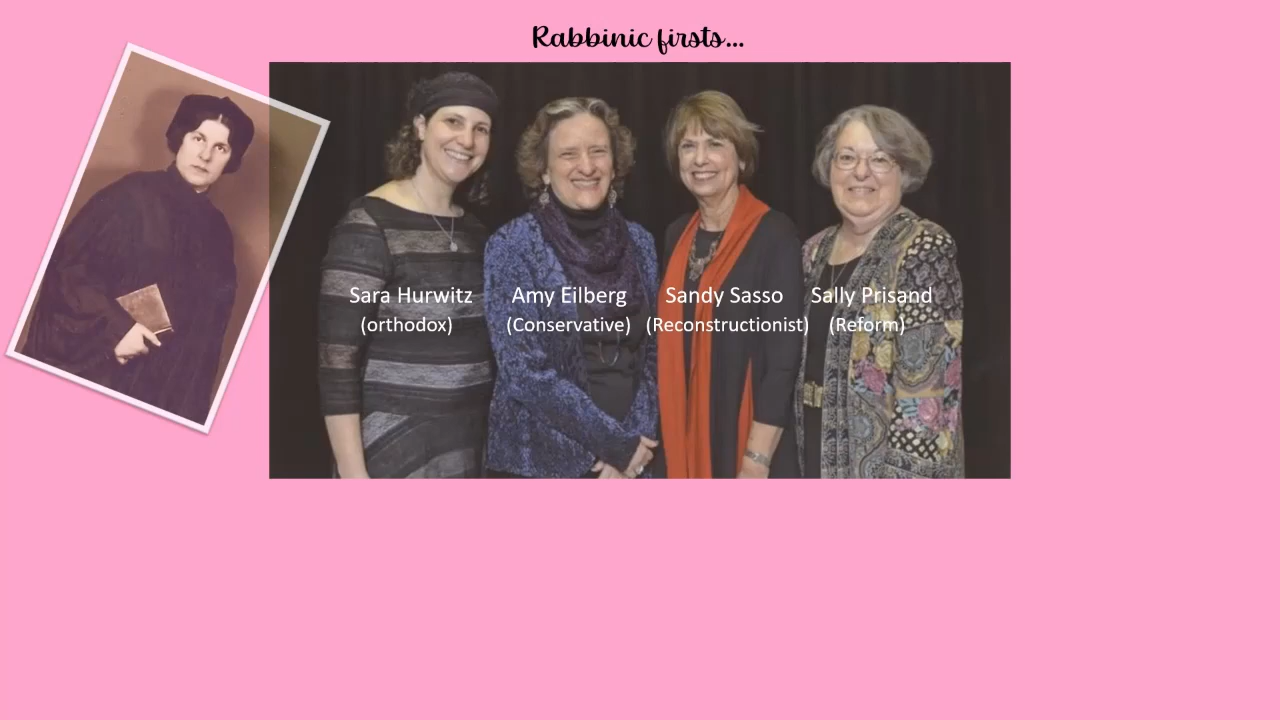 Rabbinic firsts...
Sara Hurwitz Amy Eilberg Sandy Sasso Sally Prisand
(orthodox) (Conservative) (Reconstructionist) (Reform)